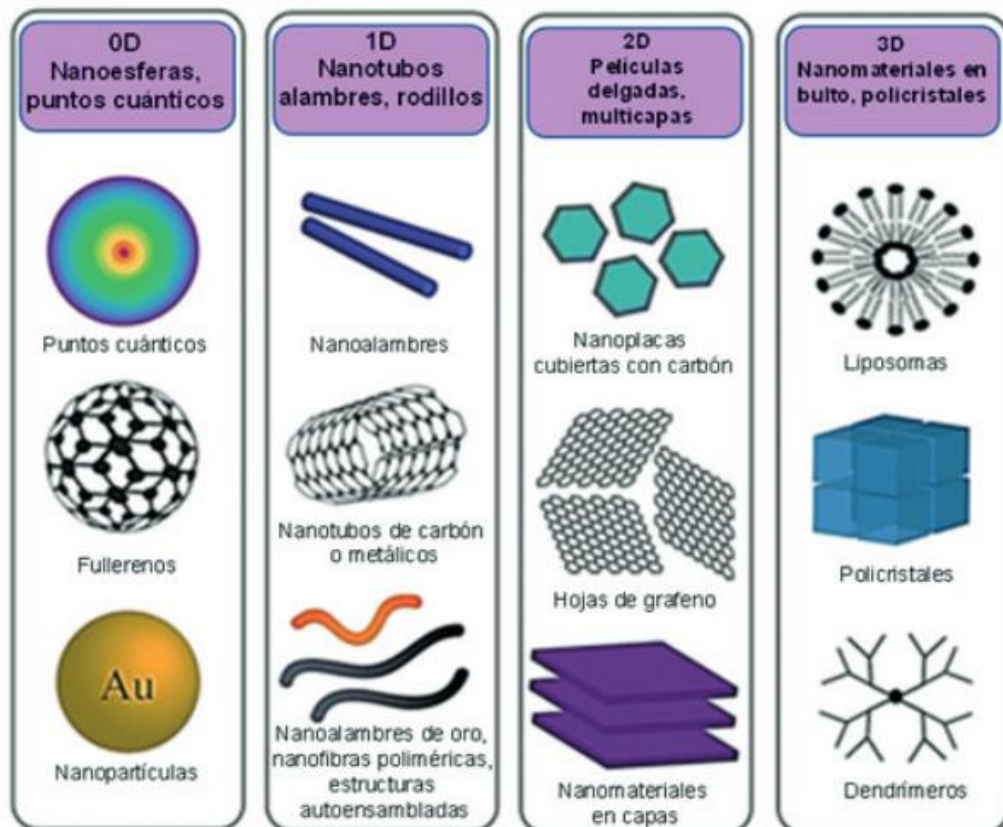 0D
Nanoesferas,
puntos cuánticos
Puntos cuánticos
Fullerenos
Au
Nanopartículas
1D
Nanotubos
alambres, rodillos
Nanoalambres
Nanotubos de carbón
o metálicos
Nanoalambres de oro,
nanofibras poliméricas,
estructuras
autoensambladas
2D
Películas
delgadas,
multicapas
Nanoplacas
cubiertas con carbón
Hojas de grafeno
Nanomateriales
en capas
3D
Nanomateriales en
bulto, policristales
Liposomas
Policristales
Dendrímeros